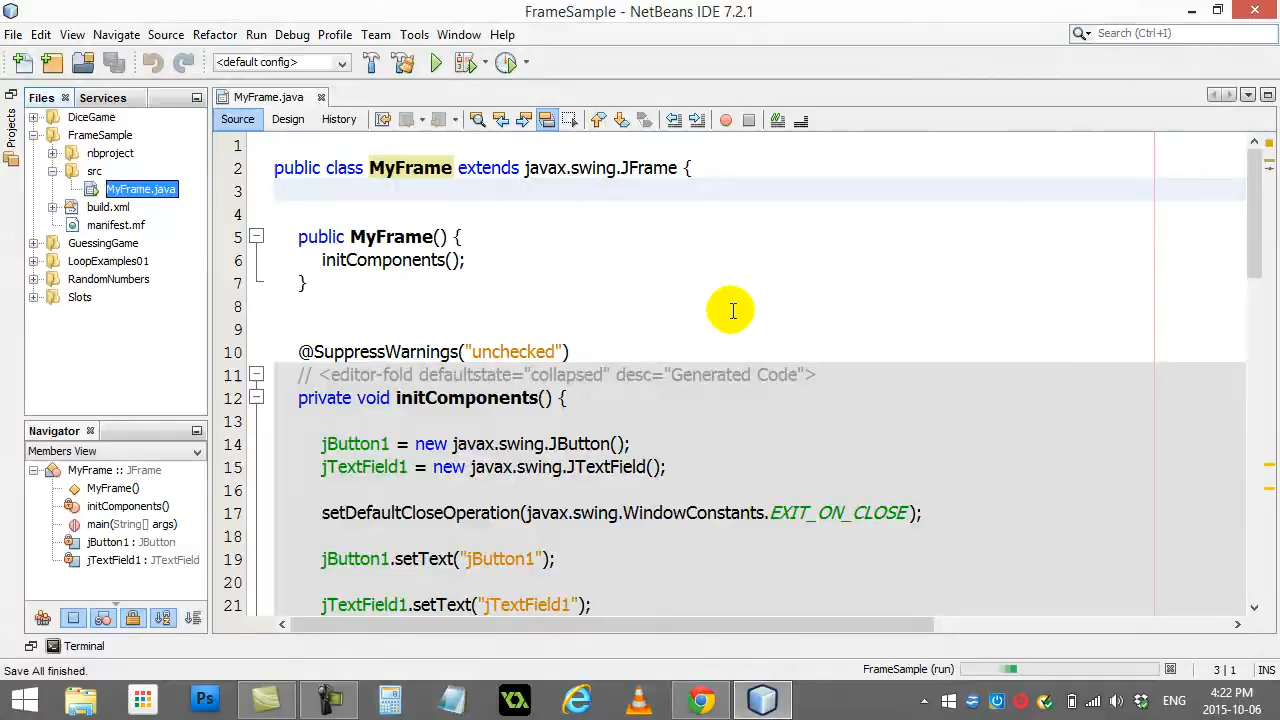 FrameSample - NetBeans IDE 7.2.1
File Edit View Navigate Source Refactor Run Debug Profile Team Tools Window Help
Search (Ctrl+I)
<default config>
Projects
Files
Services
DiceGame
FrameSample
nbproject
src
MyFrame.java
build.xml
manifest.mf
GuessingGame
LoopExamples01
RandomNumbers
Slots
Navigator
Members View
MyFrame :: JFrame
MyFrame()
initComponents()
main(String[] args)
jButton1 : JButton
jTextField1 : JTextField
MyFrame.java
Source Design History
1
2 public class MyFrame extends javax.swing.JFrame {
3
4
5 public MyFrame() {
6 initComponents();
7 }
8
9
10 @SuppressWarnings("unchecked")
11 // <editor-fold defaultstate="collapsed" desc="Generated Code">
12 private void initComponents() {
13
14 jButton1 = new javax.swing.JButton();
15 jTextField1 = new javax.swing.JTextField();
16
17 setDefaultCloseOperation(javax.swing.WindowConstants.EXIT_ON_CLOSE);
18
19 jButton1.setText("jButton1");
20
21 jTextField1.setText("jTextField1");
Terminal
Save All finished.
FrameSample (run)
3 | 1
INS
Ps
ENG
4:22 PM
2015-10-06